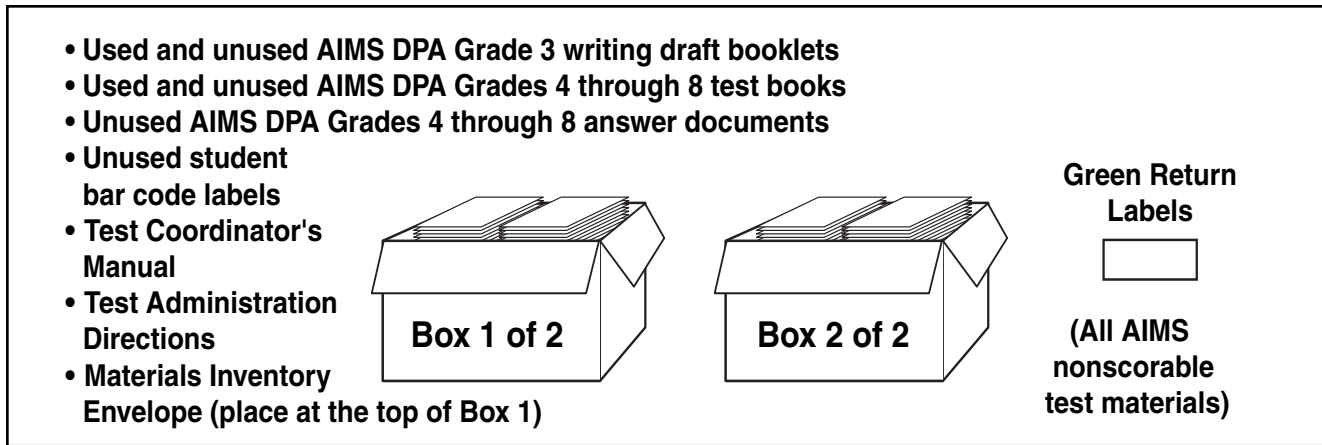 • Used and unused AIMS DPA Grade 3 writing draft booklets
• Used and unused AIMS DPA Grades 4 through 8 test books
• Unused AIMS DPA Grades 4 through 8 answer documents
• Unused student
bar code labels
• Test Coordinator's
Manual
• Test Administration
Directions
• Materials Inventory
Envelope (place at the top of Box 1)
Box 1 of 2
Box 2 of 2
Green Return
Labels
(All AIMS
nonscorable
test materials)